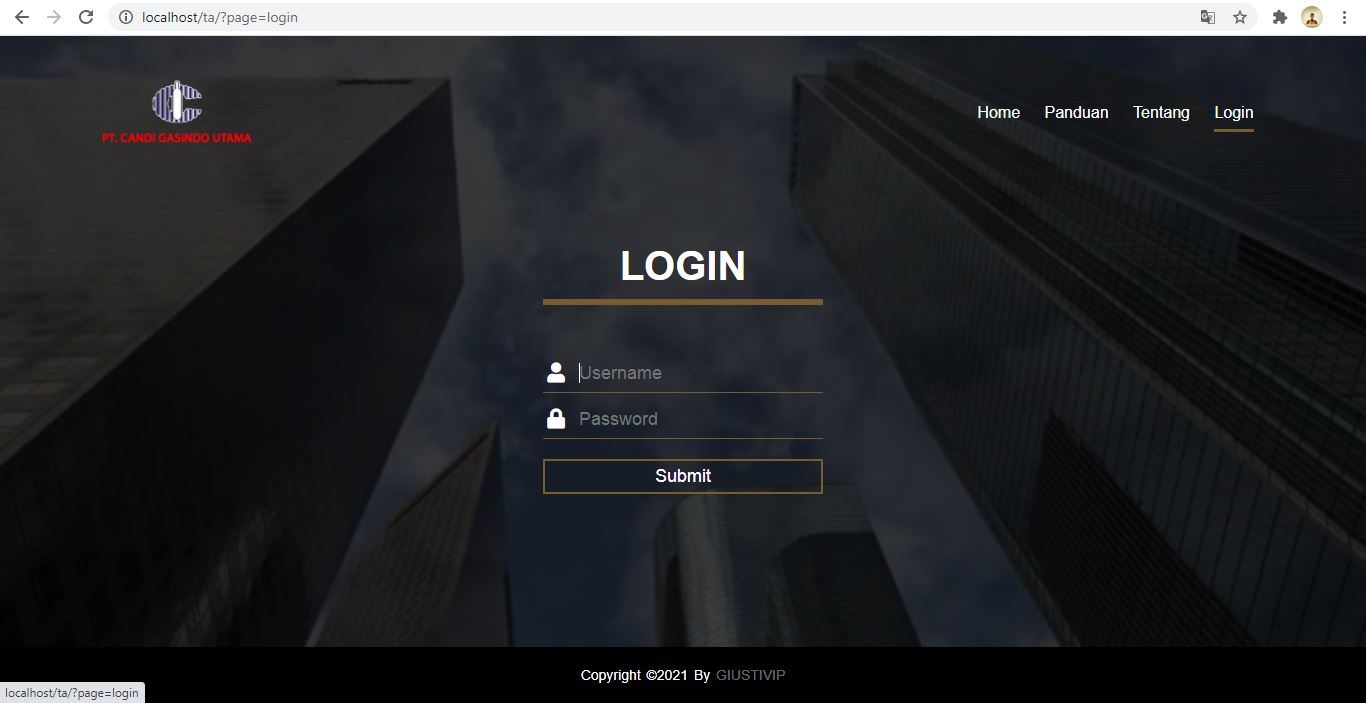 localhost/ta/?page=login
PT. CANDI GASINDO UTAMA
Home Panduan Tentang Login
LOGIN
Username
Password
Submit
Copyright ©2021 By GIUSTIVIP
localhost/ta/?page=login